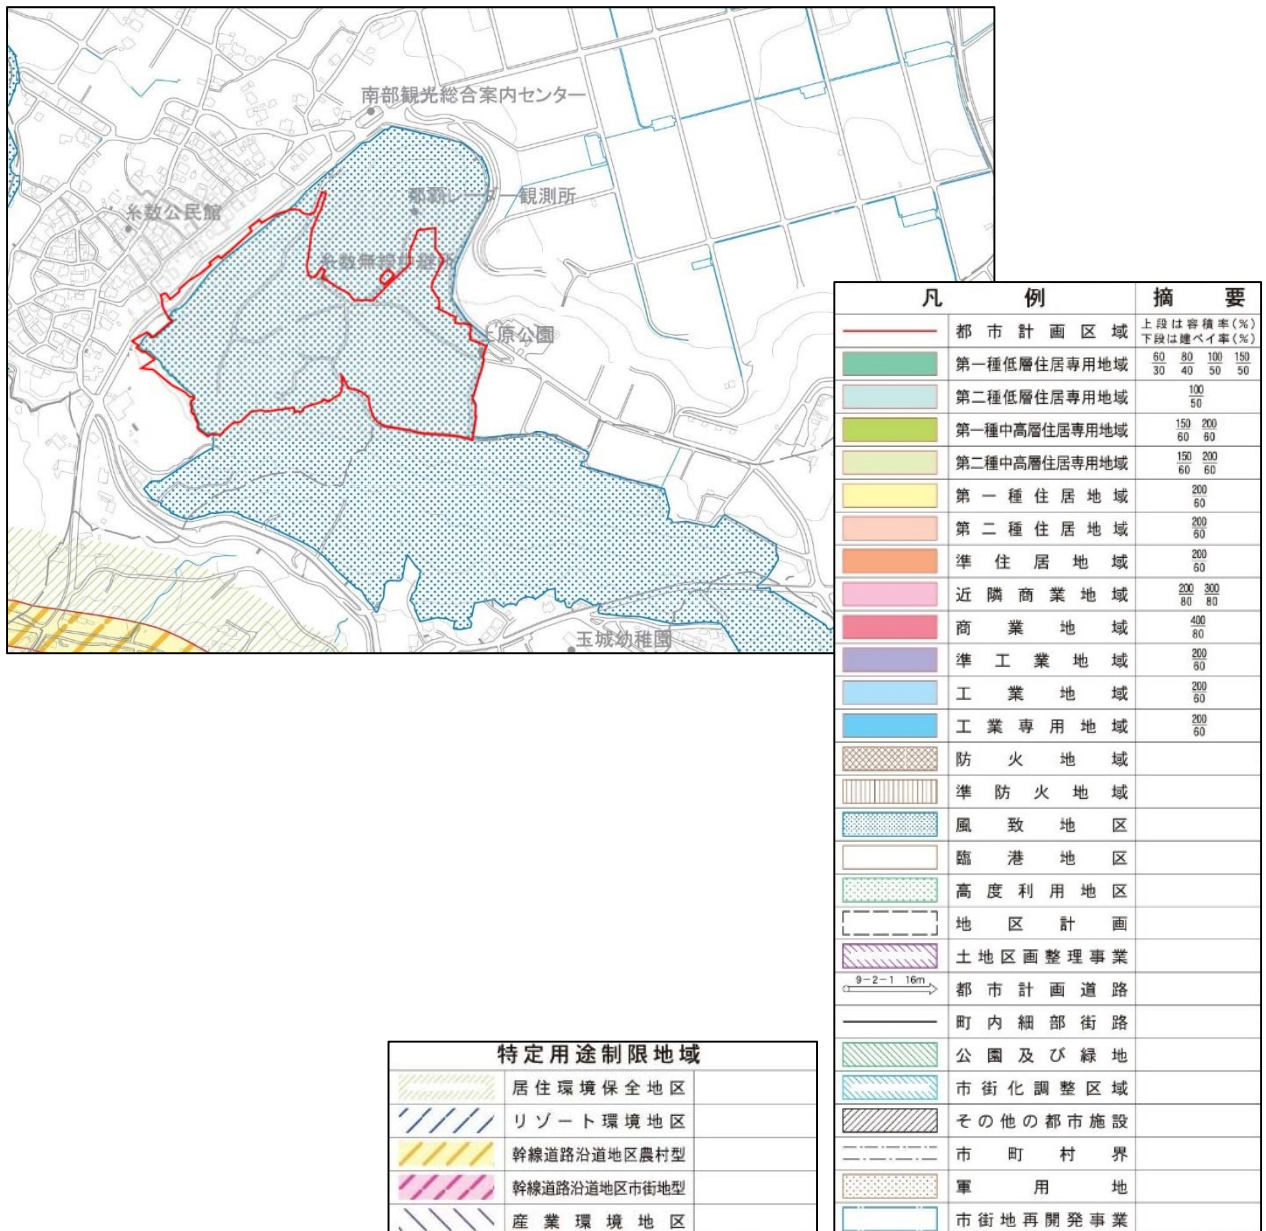 南部観光総合案内センター
那覇レーダー観測所
糸数公民館
糸数無線中継所
上原公園
玉城幼稚園
凡例 摘要
都市計画区域 上段は容積率(%)
下段は建ペイ率(%)
第一種低層住居専用地域 60/30 80/40 100/50 150/50
第二種低層住居専用地域 100/50
第一種中高層住居専用地域 150/60 200/60
第二種中高層住居専用地域 150/60 200/60
第一種住居地域 200/60
第二種住居地域 200/60
準住居地域 200/60
近隣商業地域 200/80 300/80
商業地域 400/80
準工業地域 200/60
工業地域 200/60
工業専用地域 200/60
防火地域
準防火地域
風致地区
臨港地区
高度利用地区
地区計画
土地区画整理事業
9-2-1 16m 都市計画道路
町内細部街路
公園及び緑地
市街化調整区域
その他の都市施設
市町村界
軍用地
市街地再開発事業
特定用途制限地域
居住環境保全地区
リゾート環境地区
幹線道路沿道地区農村型
幹線道路沿道地区市街地型
産業環境地区